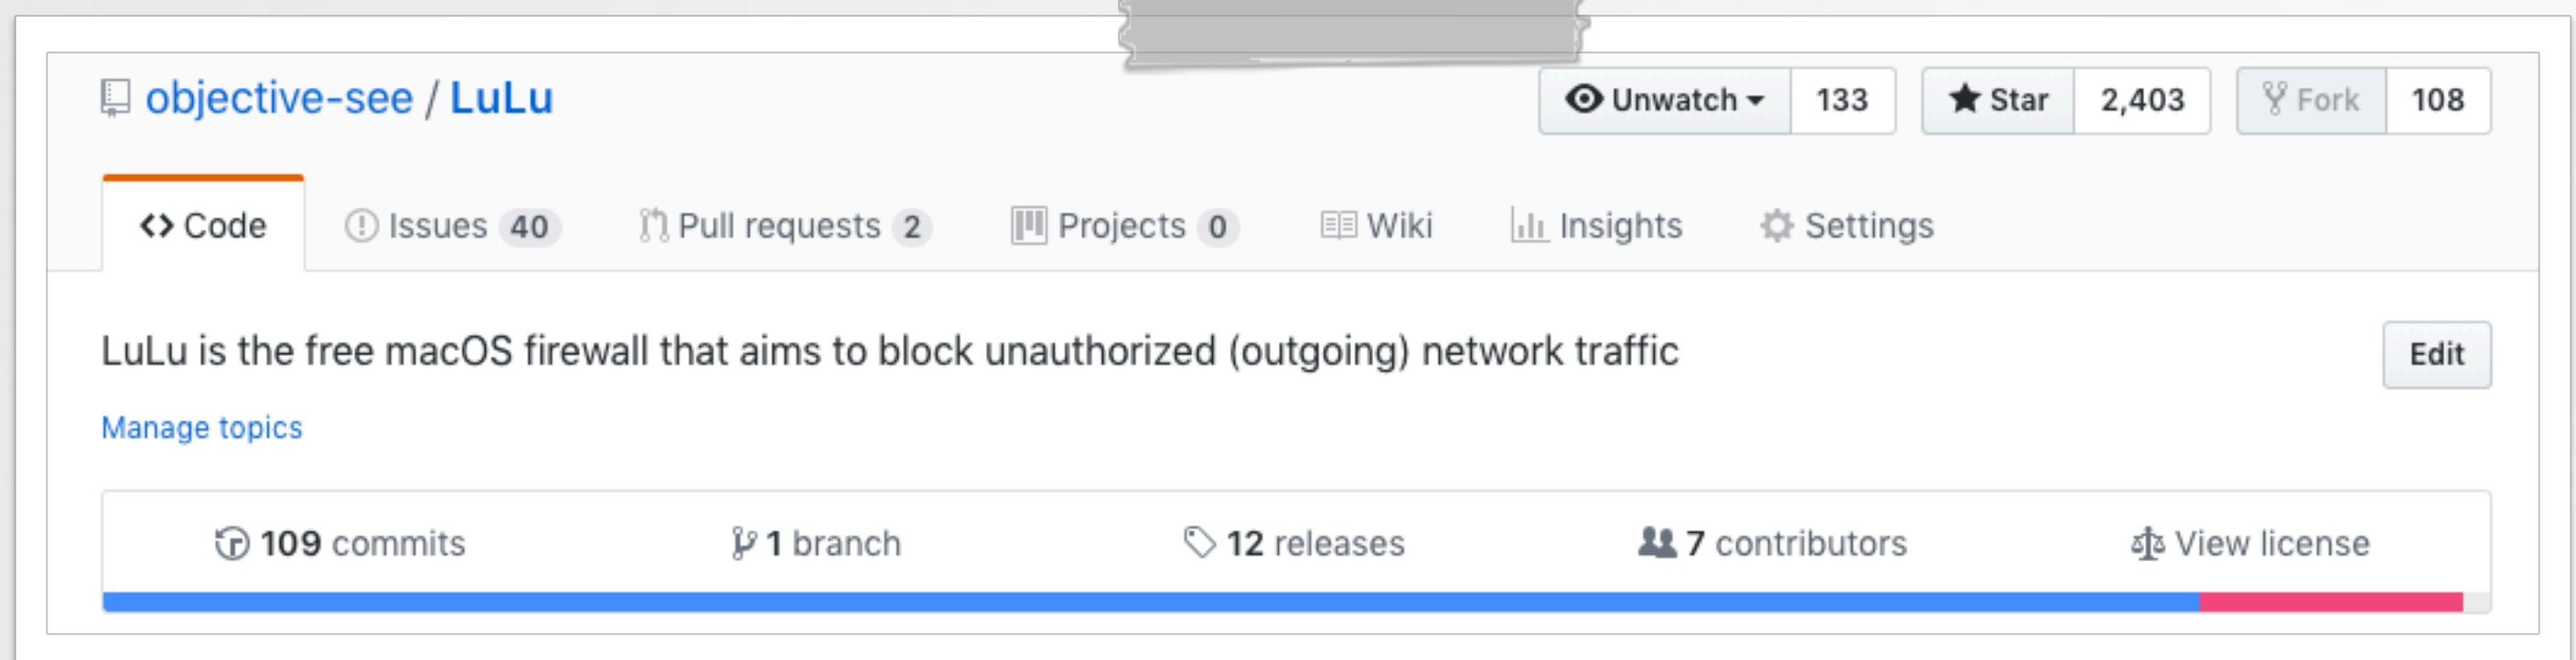 objective-see / LuLu Unwatch 133 Star 2,403 Fork 108
Code Issues 40 Pull requests 2 Projects 0 Wiki Insights Settings
LuLu is the free macOS firewall that aims to block unauthorized (outgoing) network traffic Edit
Manage topics
109 commits 1 branch 12 releases 7 contributors View license